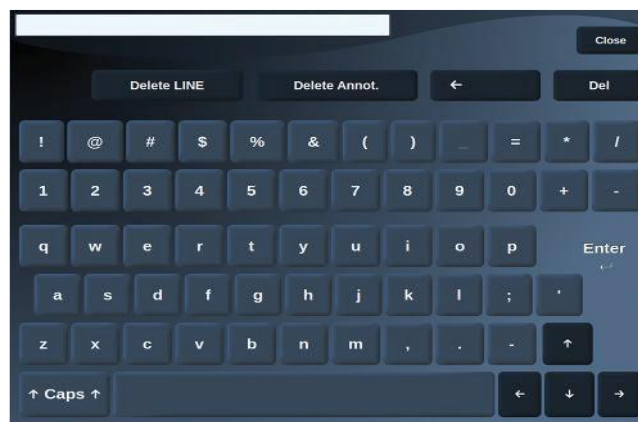 Close
Delete LINE Delete Annot. ← Del
! @ # $ % & ( ) _ = * /
1 2 3 4 5 6 7 8 9 0 + -
q w e r t y u i o p Enter ↵
a s d f g h j k l ; '
z x c v b n m , . - ↑
↑ Caps ↑ ← ↓ →